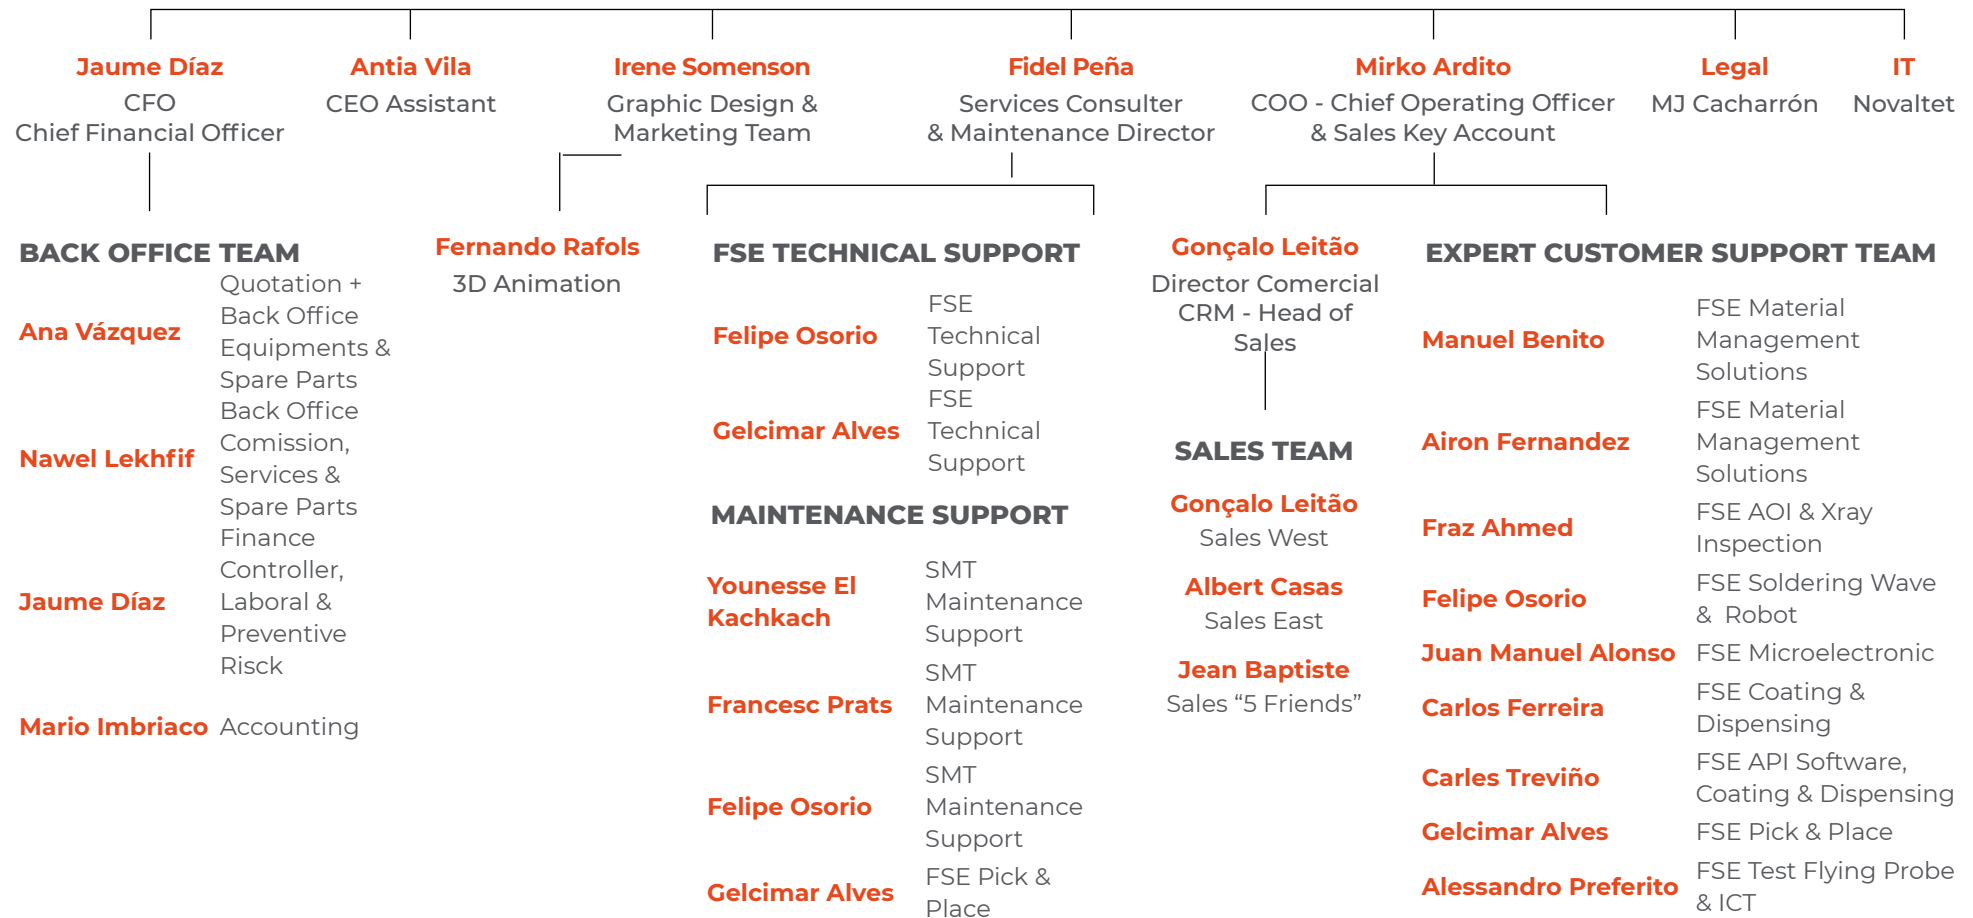 Jaume Díaz
CFO
Chief Financial Officer
Antia Vila
CEO Assistant
Irene Somenson
Graphic Design &
Marketing Team
Fidel Peña
Services Consulter
& Maintenance Director
Mirko Ardito
COO - Chief Operating Officer
& Sales Key Account
Legal
MJ Cacharrón
IT
Novaltet
BACK OFFICE TEAM
Ana Vázquez
Quotation +
Back Office
Equipments &
Spare Parts
Nawel Lekhfif
Back Office
Comission,
Services &
Spare Parts
Jaume Díaz
Finance
Controller,
Laboral &
Preventive
Risck
Mario Imbriaco Accounting
Fernando Rafols
3D Animation
FSE TECHNICAL SUPPORT
Felipe Osorio
FSE
Technical
Support
Gelcimar Alves
FSE
Technical
Support
MAINTENANCE SUPPORT
Younesse El
Kachkach
SMT
Maintenance
Support
Francesc Prats
SMT
Maintenance
Support
Felipe Osorio
SMT
Maintenance
Support
Gelcimar Alves
FSE Pick &
Place
Gonçalo Leitão
Director Comercial
CRM - Head of
Sales
SALES TEAM
Gonçalo Leitão
Sales West
Albert Casas
Sales East
Jean Baptiste
Sales “5 Friends”
EXPERT CUSTOMER SUPPORT TEAM
Manuel Benito
FSE Material
Management
Solutions
Airon Fernandez
FSE Material
Management
Solutions
Fraz Ahmed
FSE AOI & Xray
Inspection
Felipe Osorio
FSE Soldering Wave
& Robot
Juan Manuel Alonso FSE Microelectronic
Carlos Ferreira
FSE Coating &
Dispensing
Carles Treviño
FSE API Software,
Coating & Dispensing
Gelcimar Alves FSE Pick & Place
Alessandro Preferito
FSE Test Flying Probe
& ICT